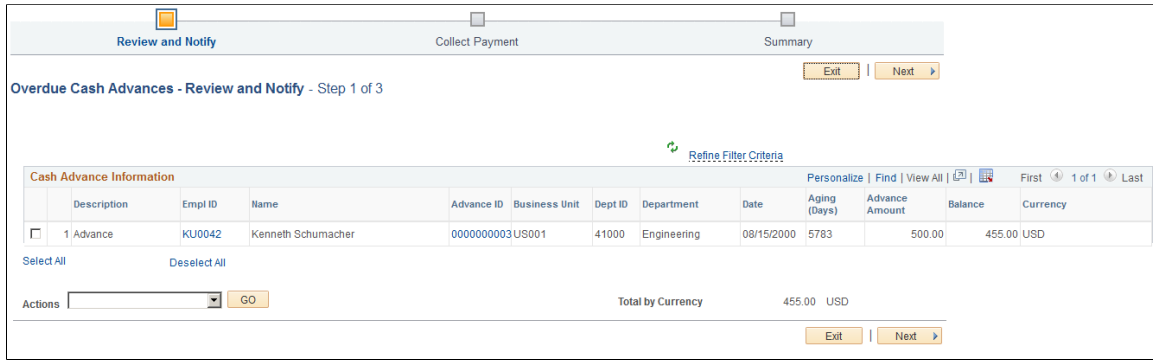 Review and Notify Collect Payment Summary
Exit | Next
Overdue Cash Advances - Review and Notify - Step 1 of 3
Refine Filter Criteria
Cash Advance Information Personalize | Find | View All | | First 1 of 1 Last
Description Empl ID Name Advance ID Business Unit Dept ID Department Date Aging (Days) Advance Amount Balance Currency
1 Advance KU0042 Kenneth Schumacher 0000000003 US001 41000 Engineering 08/15/2000 5783 500.00 455.00 USD
Select All Deselect All
Actions GO Total by Currency 455.00 USD
Exit | Next